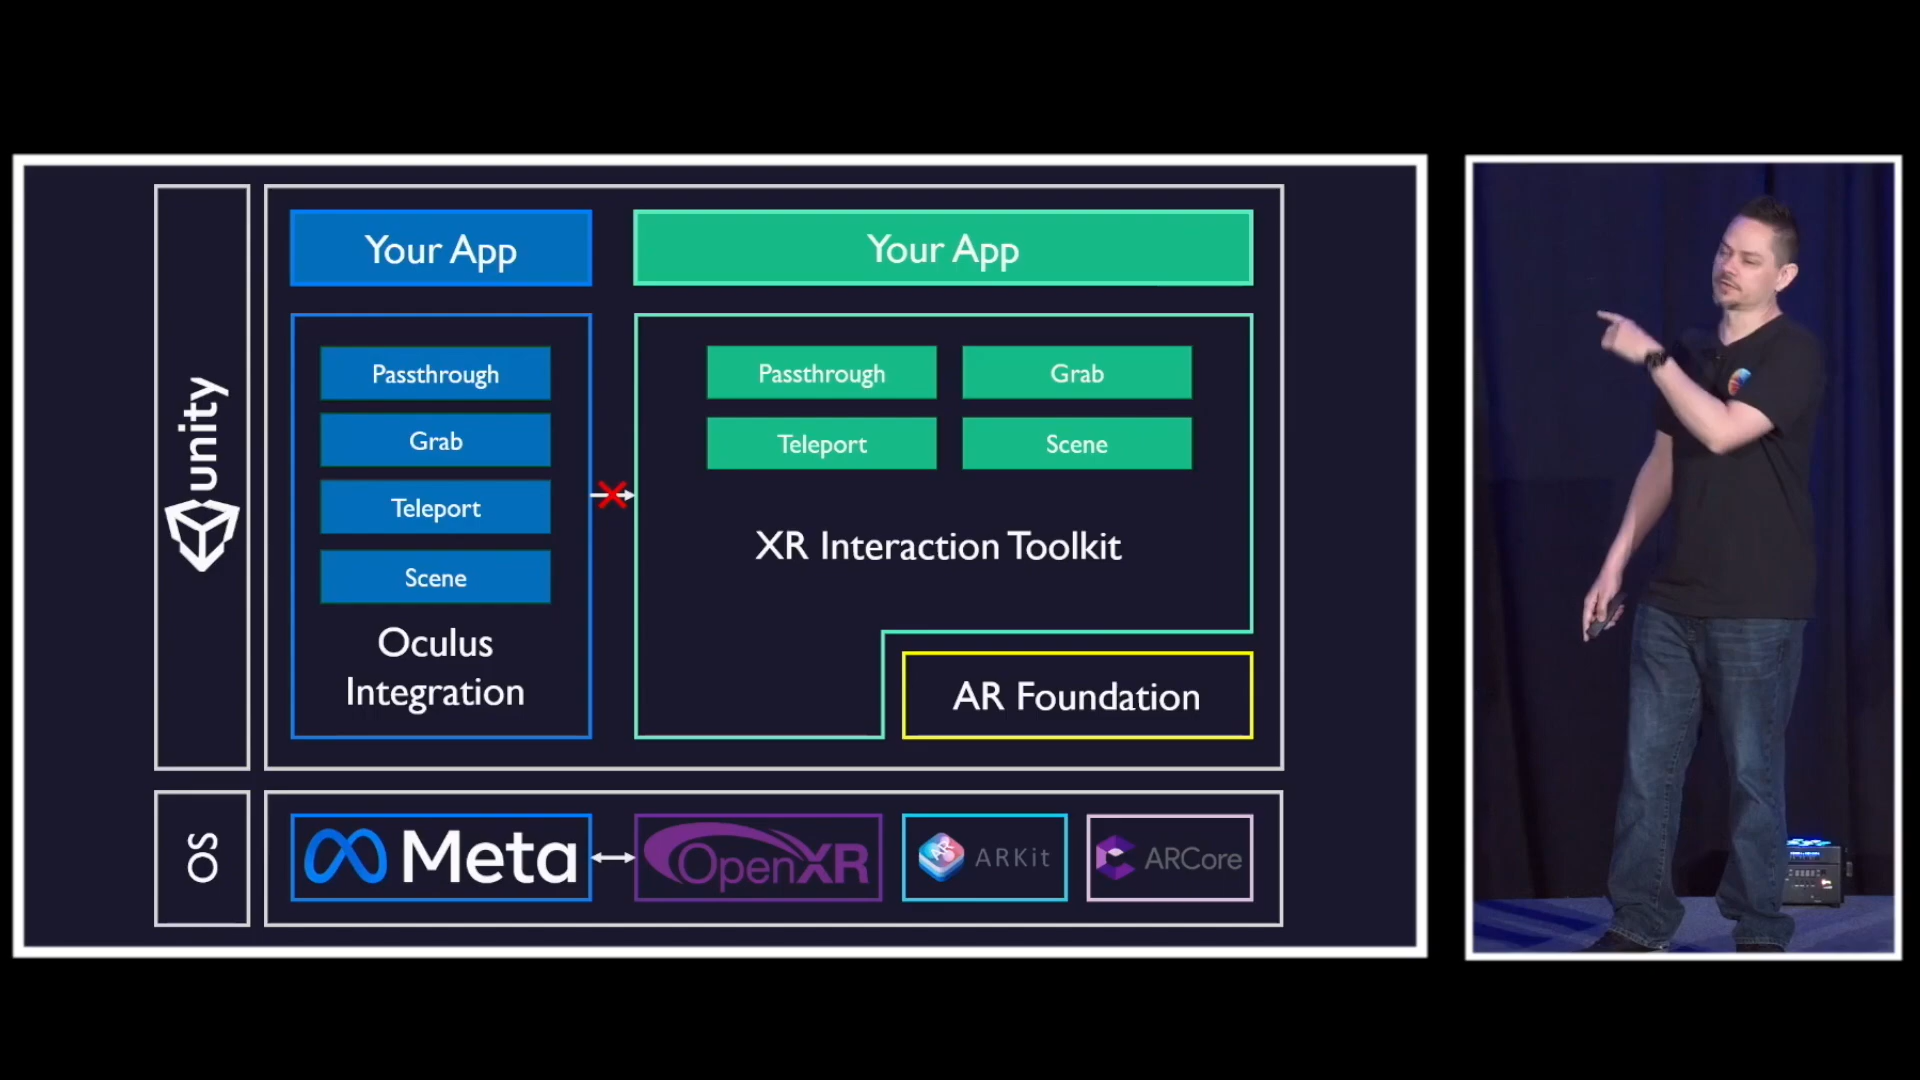 unity
Your App
Passthrough
Grab
Teleport
Scene
Oculus
Integration
Your App
Passthrough
Grab
Teleport
Scene
XR Interaction Toolkit
AR Foundation
OS
Meta
OpenXR
AR
ARKit
ARCore